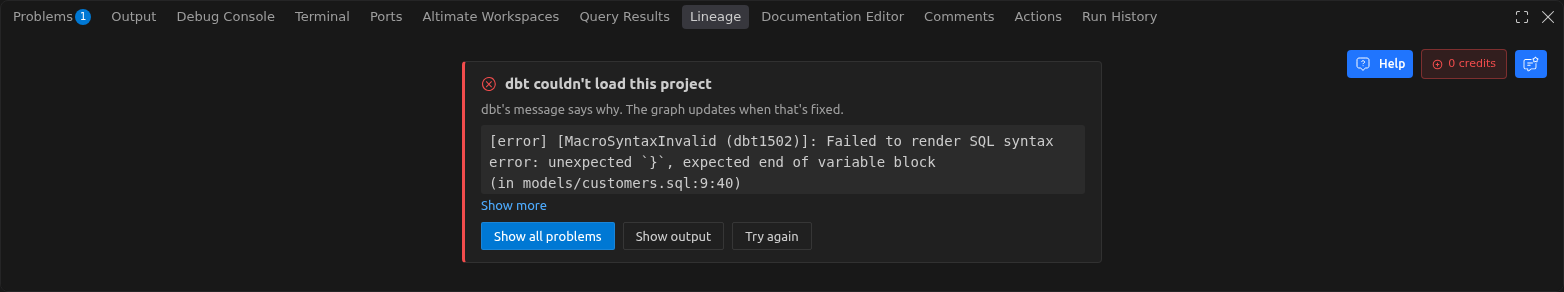 Problems 1 Output Debug Console Terminal Ports Altimate Workspaces Query Results Lineage Documentation Editor Comments Actions Run History
Help 0 credits
dbt couldn't load this project
dbt's message says why. The graph updates when that's fixed.
[error] [MacroSyntaxInvalid (dbt1502)]: Failed to render SQL syntax
error: unexpected `}`, expected end of variable block
(in models/customers.sql:9:40)
Show more
Show all problems Show output Try again